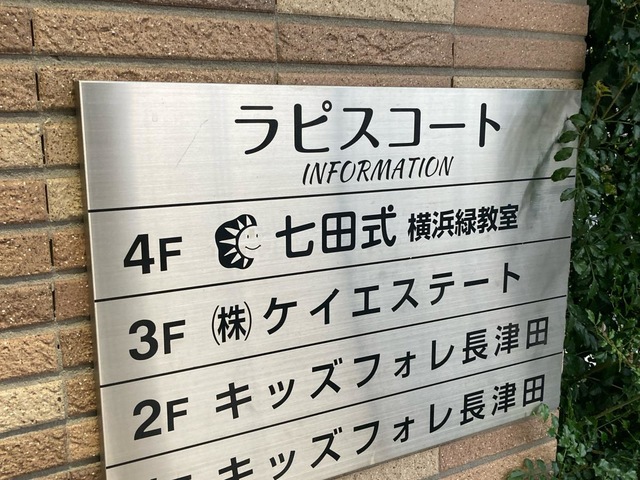 ラピスコート
INFORMATION
4F 七田式 横浜緑教室
3F ㈱ケイエステート
2F キッズフォレ長津田
キッズフォレ長津田